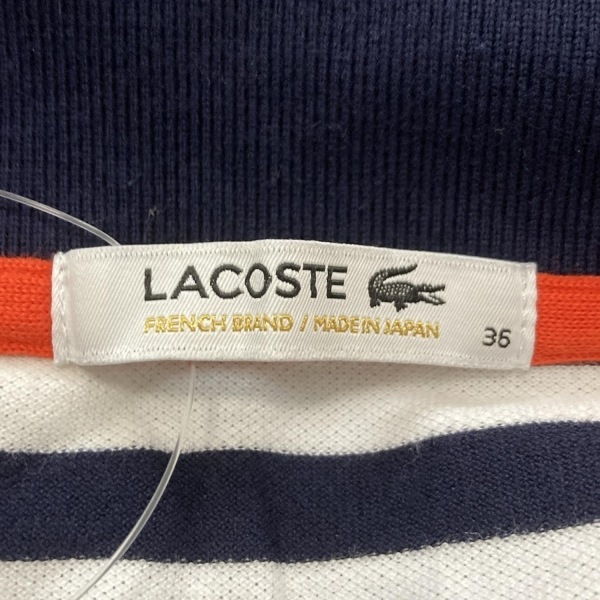 LACOSTE
FRENCH BRAND / MADE IN JAPAN
36